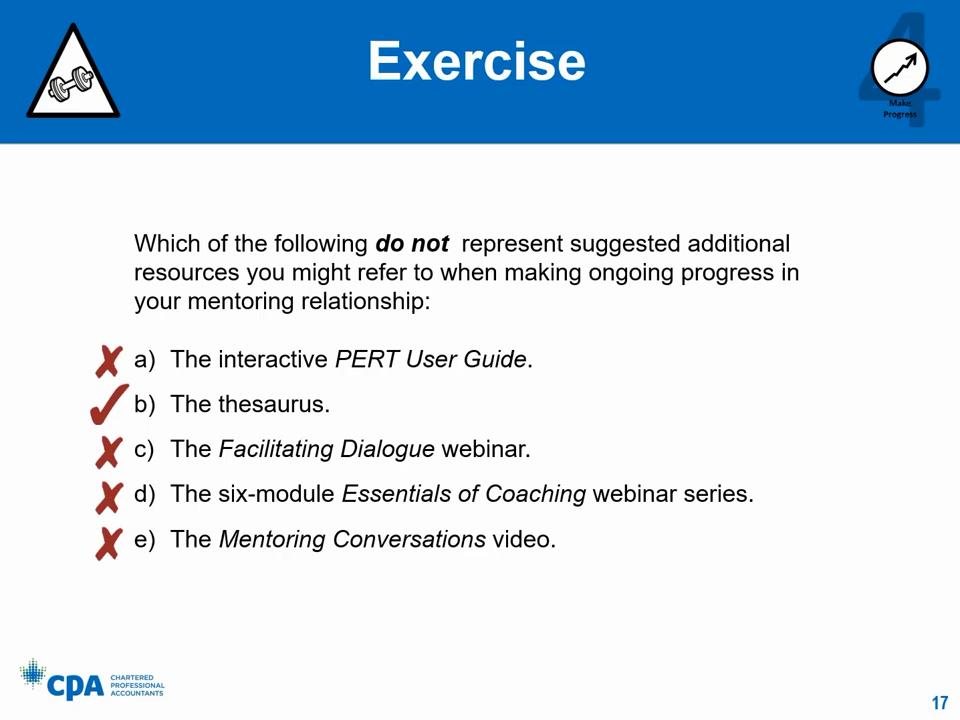 Exercise
4
Make
Progress
Which of the following do not represent suggested additional
resources you might refer to when making ongoing progress in
your mentoring relationship:
a) The interactive PERT User Guide.
b) The thesaurus.
c) The Facilitating Dialogue webinar.
d) The six-module Essentials of Coaching webinar series.
e) The Mentoring Conversations video.
CPA
CHARTERED
PROFESSIONAL
ACCOUNTANTS
17